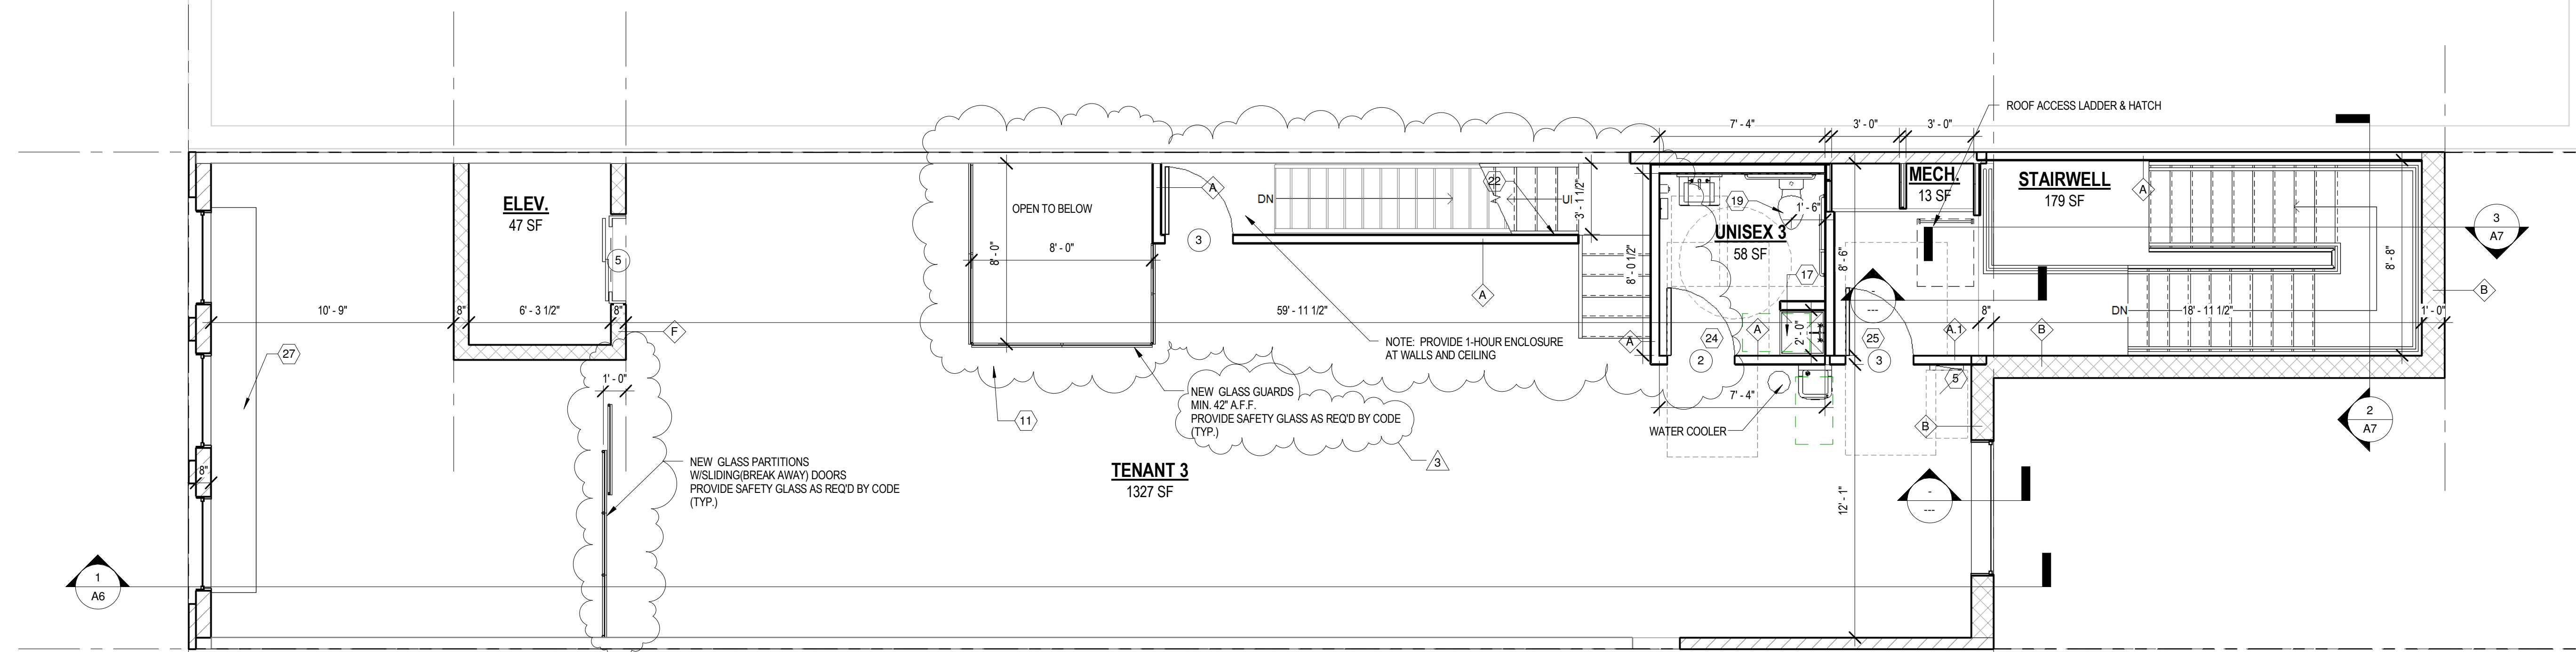 ROOF ACCESS LADDER & HATCH
7' - 4"
3' - 0"
3' - 0"
ELEV.
47 SF
5
10' - 9"
8"
6' - 3 1/2"
8"
F
27
8"
1' - 0"
NEW GLASS PARTITIONS
W/SLIDING(BREAK AWAY) DOORS
PROVIDE SAFETY GLASS AS REQ'D BY CODE
(TYP.)
1
A6
OPEN TO BELOW
8' - 0"
8' - 0"
A
3
DN
22
3' - 1 1/2"
A
59' - 11 1/2"
NOTE: PROVIDE 1-HOUR ENCLOSURE
AT WALLS AND CEILING
11
NEW GLASS GUARDS
MIN. 42" A.F.F.
PROVIDE SAFETY GLASS AS REQ'D BY CODE
(TYP.)
3
TENANT 3
1327 SF
8' - 0 1/2"
A
19
1' - 6"
UNISEX 3
58 SF
17
24
2
A
2' - 0"
7' - 4"
WATER COOLER
8' - 6"
MECH.
13 SF
-
---
25
3
A.1
8"
5
B
B
12' - 1"
-
---
STAIRWELL
179 SF
A
DN
18' - 11 1/2"
8' - 8"
1' - 0"
B
3
A7
2
A7